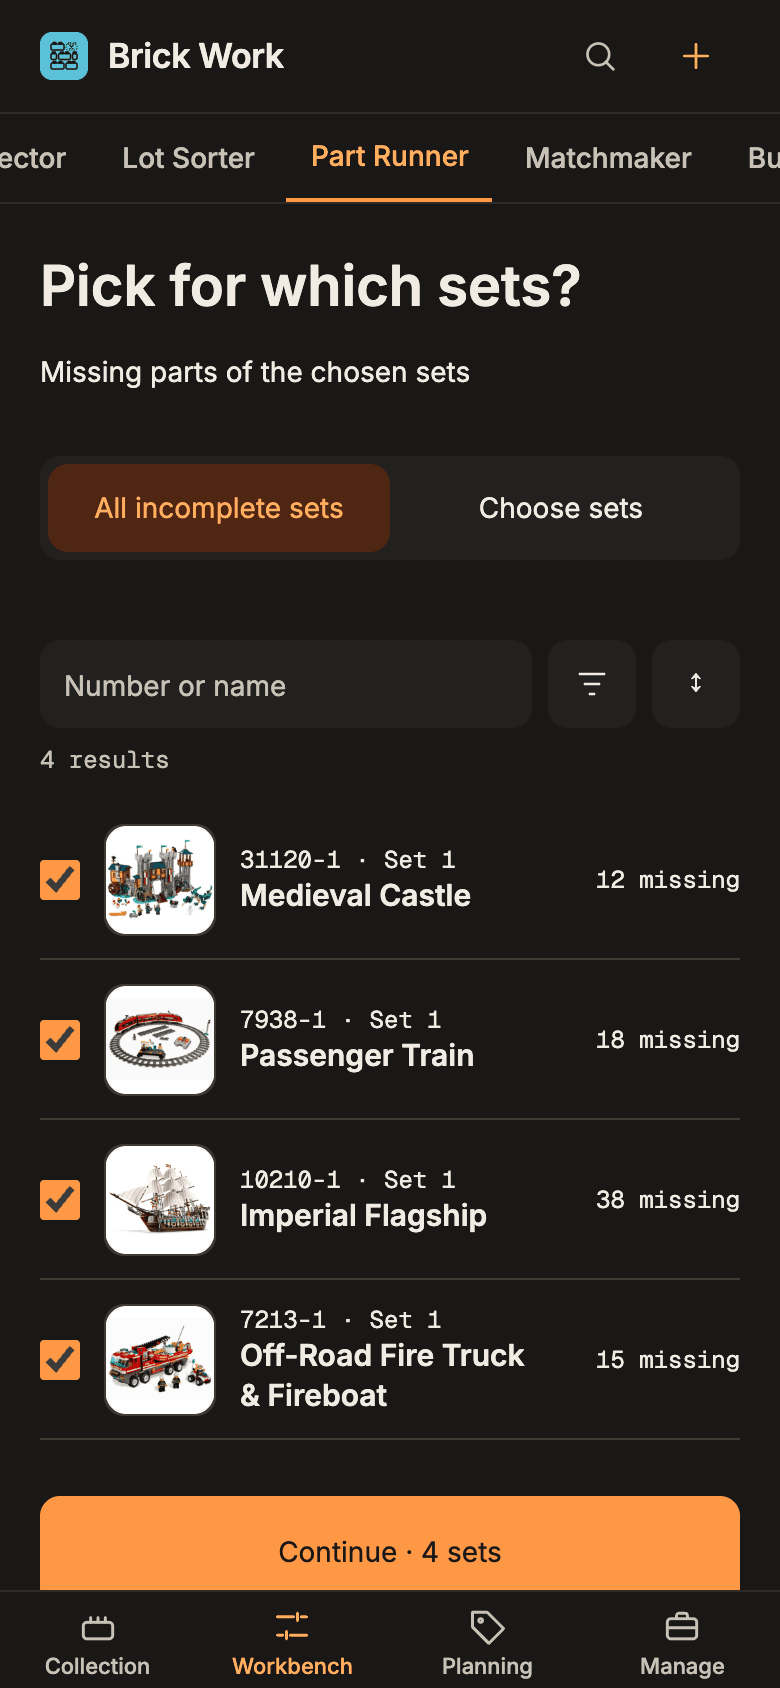 Brick Work
ector
Lot Sorter
Part Runner
Matchmaker
Bu
Pick for which sets?
Missing parts of the chosen sets
All incomplete sets
Choose sets
Number or name
4 results
31120-1 · Set 1
Medieval Castle
12 missing
7938-1 · Set 1
Passenger Train
18 missing
10210-1 · Set 1
Imperial Flagship
38 missing
7213-1 · Set 1
Off-Road Fire Truck
& Fireboat
15 missing
Continue · 4 sets
Collection
Workbench
Planning
Manage